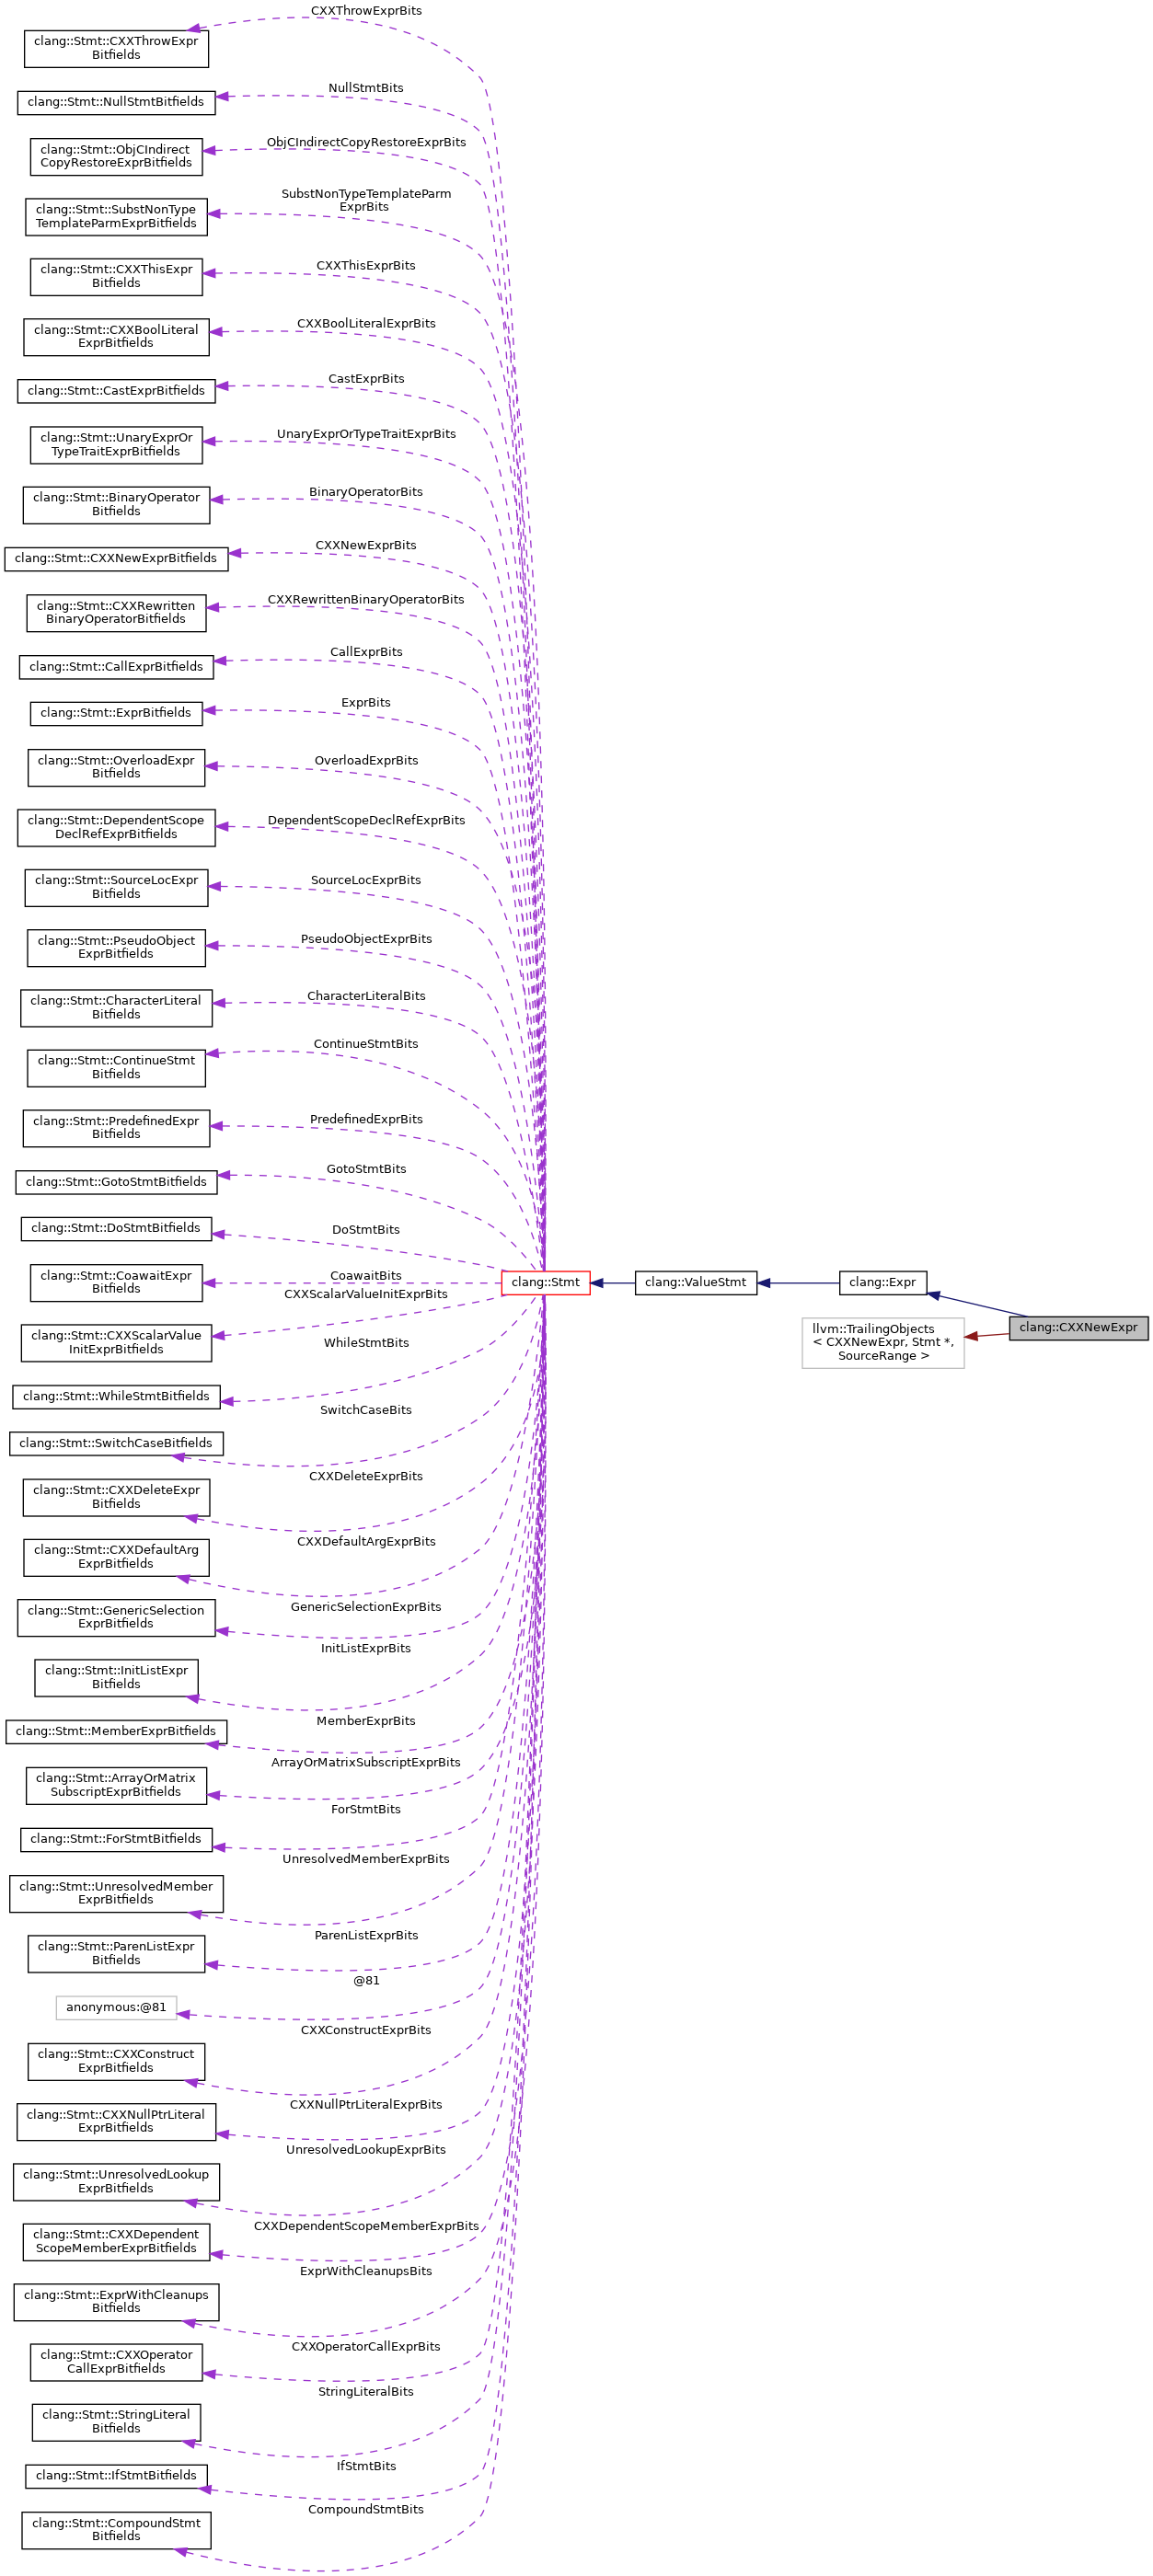 CXXThrowExprBits
clang::Stmt::CXXThrowExpr
Bitfields
NullStmtBits
clang::Stmt::NullStmtBitfields
ObjCIndirectCopyRestoreExprBits
clang::Stmt::ObjCIndirect
CopyRestoreExprBitfields
SubstNonTypeTemplateParm
ExprBits
clang::Stmt::SubstNonType
TemplateParmExprBitfields
CXXThisExprBits
clang::Stmt::CXXThisExpr
Bitfields
CXXBoolLiteralExprBits
clang::Stmt::CXXBoolLiteral
ExprBitfields
CastExprBits
clang::Stmt::CastExprBitfields
UnaryExprOrTypeTraitExprBits
clang::Stmt::UnaryExprOr
TypeTraitExprBitfields
BinaryOperatorBits
clang::Stmt::BinaryOperator
Bitfields
CXXNewExprBits
clang::Stmt::CXXNewExprBitfields
CXXRewrittenBinaryOperatorBits
clang::Stmt::CXXRewritten
BinaryOperatorBitfields
CallExprBits
clang::Stmt::CallExprBitfields
ExprBits
clang::Stmt::ExprBitfields
OverloadExprBits
clang::Stmt::OverloadExpr
Bitfields
DependentScopeDeclRefExprBits
clang::Stmt::DependentScope
DeclRefExprBitfields
SourceLocExprBits
clang::Stmt::SourceLocExpr
Bitfields
PseudoObjectExprBits
clang::Stmt::PseudoObject
ExprBitfields
CharacterLiteralBits
clang::Stmt::CharacterLiteral
Bitfields
ContinueStmtBits
clang::Stmt::ContinueStmt
Bitfields
PredefinedExprBits
clang::Stmt::PredefinedExpr
Bitfields
GotoStmtBits
clang::Stmt::GotoStmtBitfields
DoStmtBits
clang::Stmt::DoStmtBitfields
CoawaitBits
clang::Stmt::CoawaitExpr
Bitfields
clang::Stmt
clang::ValueStmt
clang::Expr
clang::CXXNewExpr
llvm::TrailingObjects
< CXXNewExpr, Stmt *,
SourceRange >
CXXScalarValueInitExprBits
clang::Stmt::CXXScalarValue
InitExprBitfields
WhileStmtBits
clang::Stmt::WhileStmtBitfields
SwitchCaseBits
clang::Stmt::SwitchCaseBitfields
CXXDeleteExprBits
clang::Stmt::CXXDeleteExpr
Bitfields
CXXDefaultArgExprBits
clang::Stmt::CXXDefaultArg
ExprBitfields
GenericSelectionExprBits
clang::Stmt::GenericSelection
ExprBitfields
InitListExprBits
clang::Stmt::InitListExpr
Bitfields
MemberExprBits
clang::Stmt::MemberExprBitfields
ArrayOrMatrixSubscriptExprBits
clang::Stmt::ArrayOrMatrix
SubscriptExprBitfields
ForStmtBits
clang::Stmt::ForStmtBitfields
UnresolvedMemberExprBits
clang::Stmt::UnresolvedMember
ExprBitfields
ParenListExprBits
clang::Stmt::ParenListExpr
Bitfields
@81
anonymous:@81
CXXConstructExprBits
clang::Stmt::CXXConstruct
ExprBitfields
CXXNullPtrLiteralExprBits
clang::Stmt::CXXNullPtrLiteral
ExprBitfields
UnresolvedLookupExprBits
clang::Stmt::UnresolvedLookup
ExprBitfields
CXXDependentScopeMemberExprBits
clang::Stmt::CXXDependent
ScopeMemberExprBitfields
ExprWithCleanupsBits
clang::Stmt::ExprWithCleanups
Bitfields
CXXOperatorCallExprBits
clang::Stmt::CXXOperator
CallExprBitfields
StringLiteralBits
clang::Stmt::StringLiteral
Bitfields
IfStmtBits
clang::Stmt::IfStmtBitfields
CompoundStmtBits
clang::Stmt::CompoundStmt
Bitfields